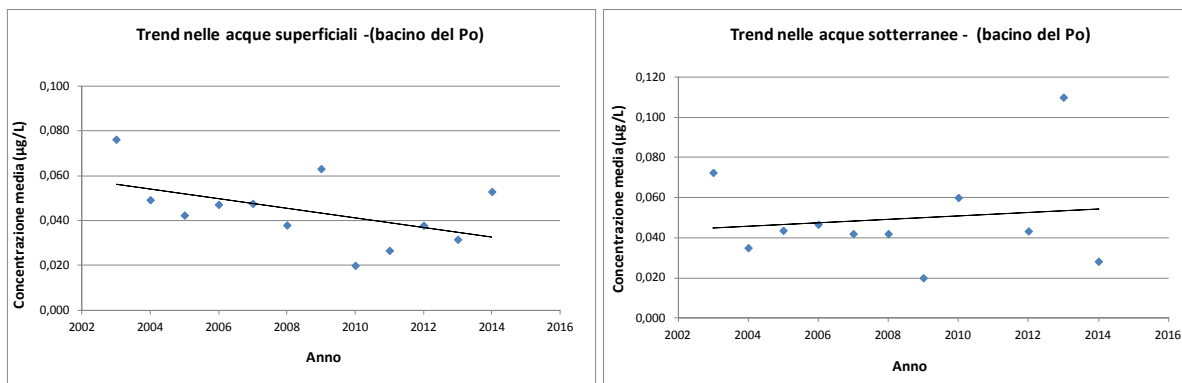 Trend nelle acque superficiali -(bacino del Po)
Concentrazione media (µg/L)
0,100
0,080
0,060
0,040
0,020
0,000
2002 2004 2006 2008 2010 2012 2014 2016
Anno
Trend nelle acque sotterranee - (bacino del Po)
Concentrazione media (µg/L)
0,120
0,100
0,080
0,060
0,040
0,020
0,000
2002 2004 2006 2008 2010 2012 2014 2016
Anno